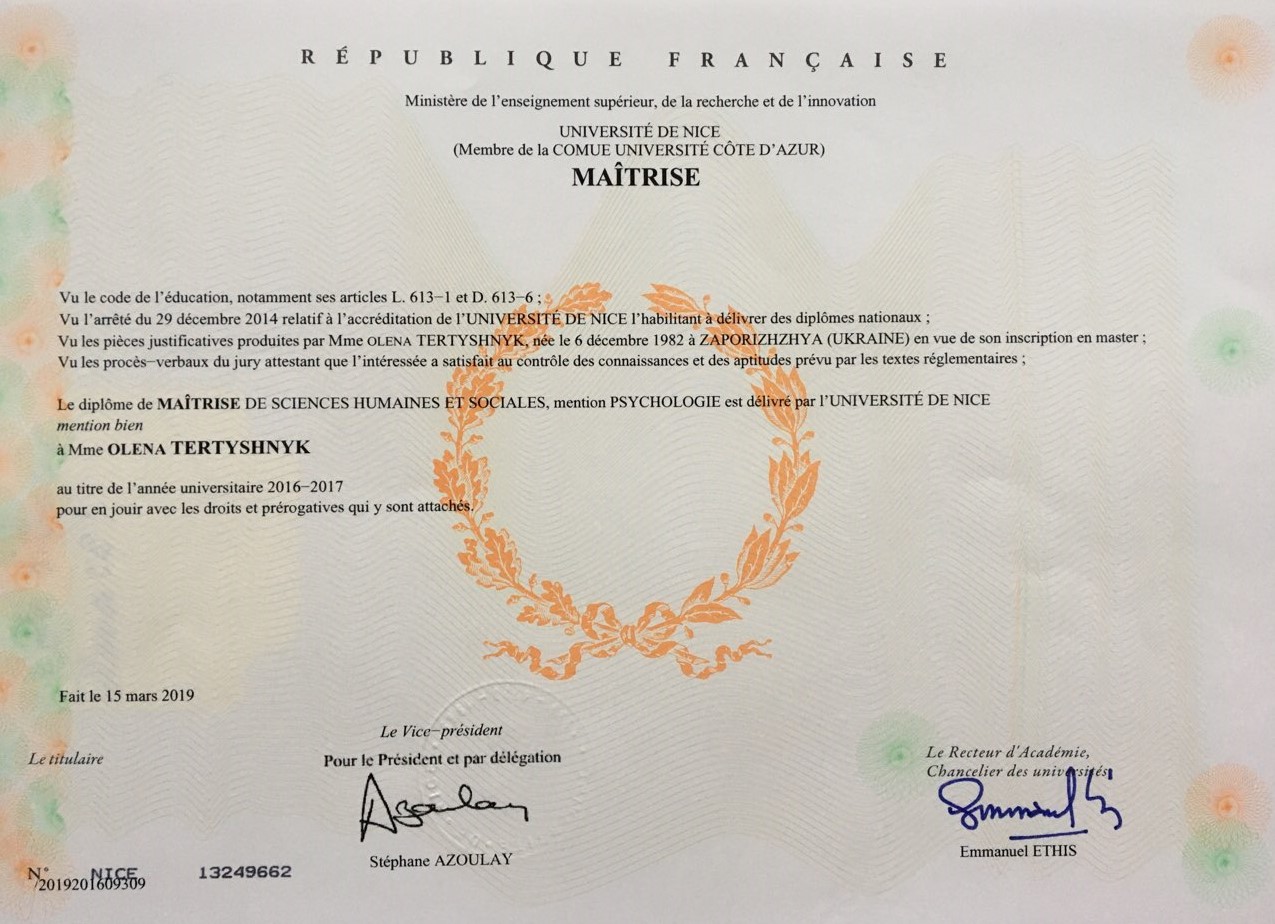 RÉPUBLIQUE FRANÇAISE
Ministère de l'enseignement supérieur, de la recherche et de l'innovation
UNIVERSITÉ DE NICE
(Membre de la COMUE UNIVERSITÉ CÔTE D'AZUR)
MAÎTRISE
Vu le code de l'éducation, notamment ses articles L. 613-1 et D. 613-6 ;
Vu l'arrêté du 29 décembre 2014 relatif à l'accréditation de l'UNIVERSITÉ DE NICE l'habilitant à délivrer des diplômes nationaux ;
Vu les pièces justificatives produites par Mme OLENA TERTYSHNYK, née le 6 décembre 1982 à ZAPORIZHZHYA (UKRAINE) en vue de son inscription en master ;
Vu les procès-verbaux du jury attestant que l'intéressée a satisfait au contrôle des connaissances et des aptitudes prévu par les textes réglementaires ;
Le diplôme de MAÎTRISE DE SCIENCES HUMAINES ET SOCIALES, mention PSYCHOLOGIE est délivré par l'UNIVERSITÉ DE NICE
mention bien
à Mme OLENA TERTYSHNYK
au titre de l'année universitaire 2016-2017
pour en jouir avec les droits et prérogatives qui y sont attachés.
Fait le 15 mars 2019
Le titulaire
Le Vice-président
Pour le Président et par délégation
Azoulay
Stéphane AZOULAY
Le Recteur d'Académie,
Chancelier des universités
Emmanuel ETHIS
N° NICE 13249662
/2019201609309